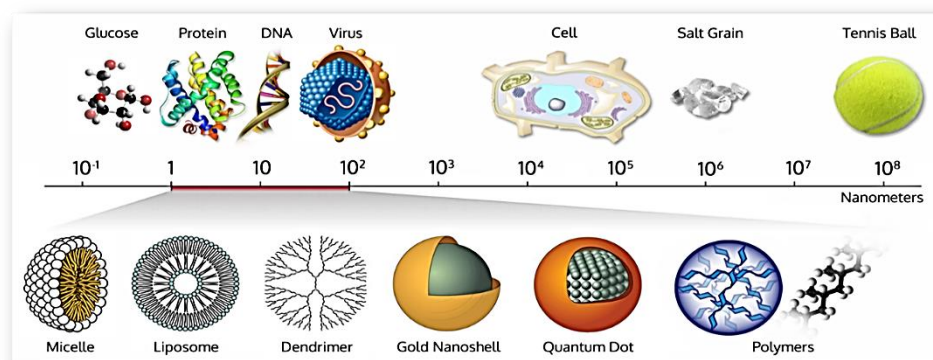 Glucose Protein DNA Virus Cell Salt Grain Tennis Ball
10⁻¹ 1 10 10² 10³ 10⁴ 10⁵ 10⁶ 10⁷ 10⁸
Nanometers
Micelle Liposome Dendrimer Gold Nanoshell Quantum Dot Polymers